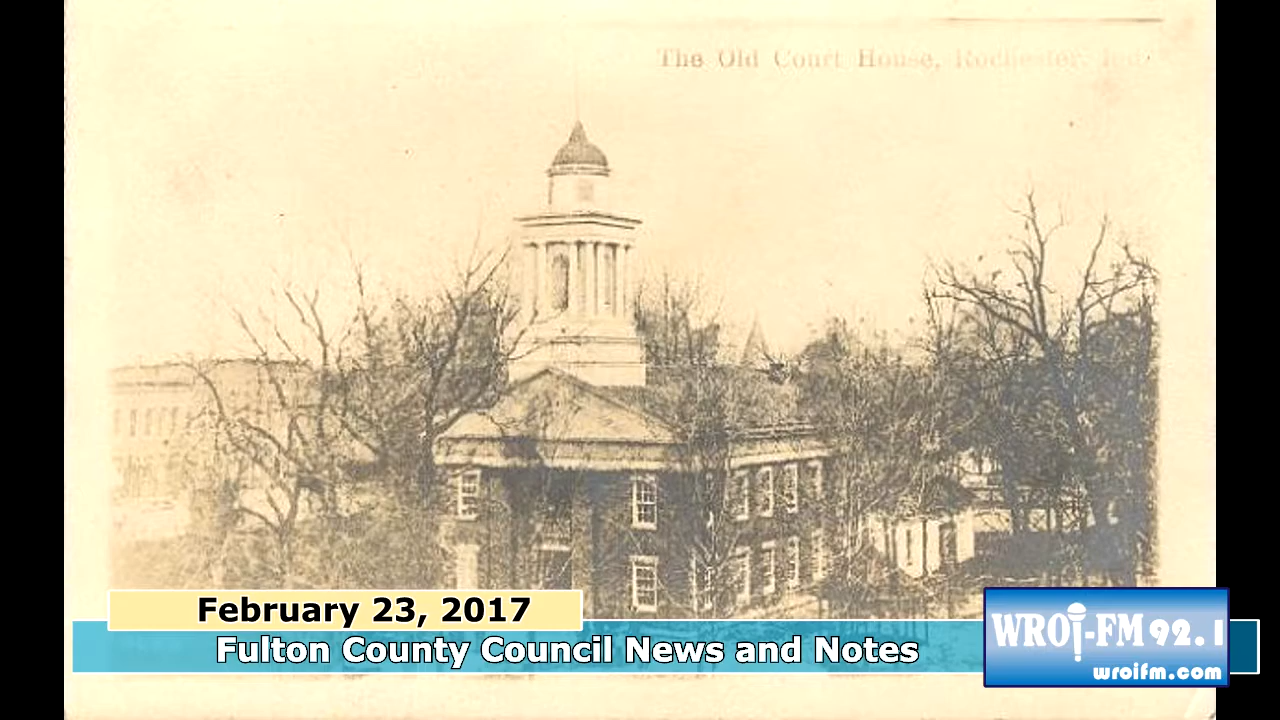 The Old Court House, Rochester, Ind.
February 23, 2017
Fulton County Council News and Notes
WROI-FM 92.1
wroifm.com